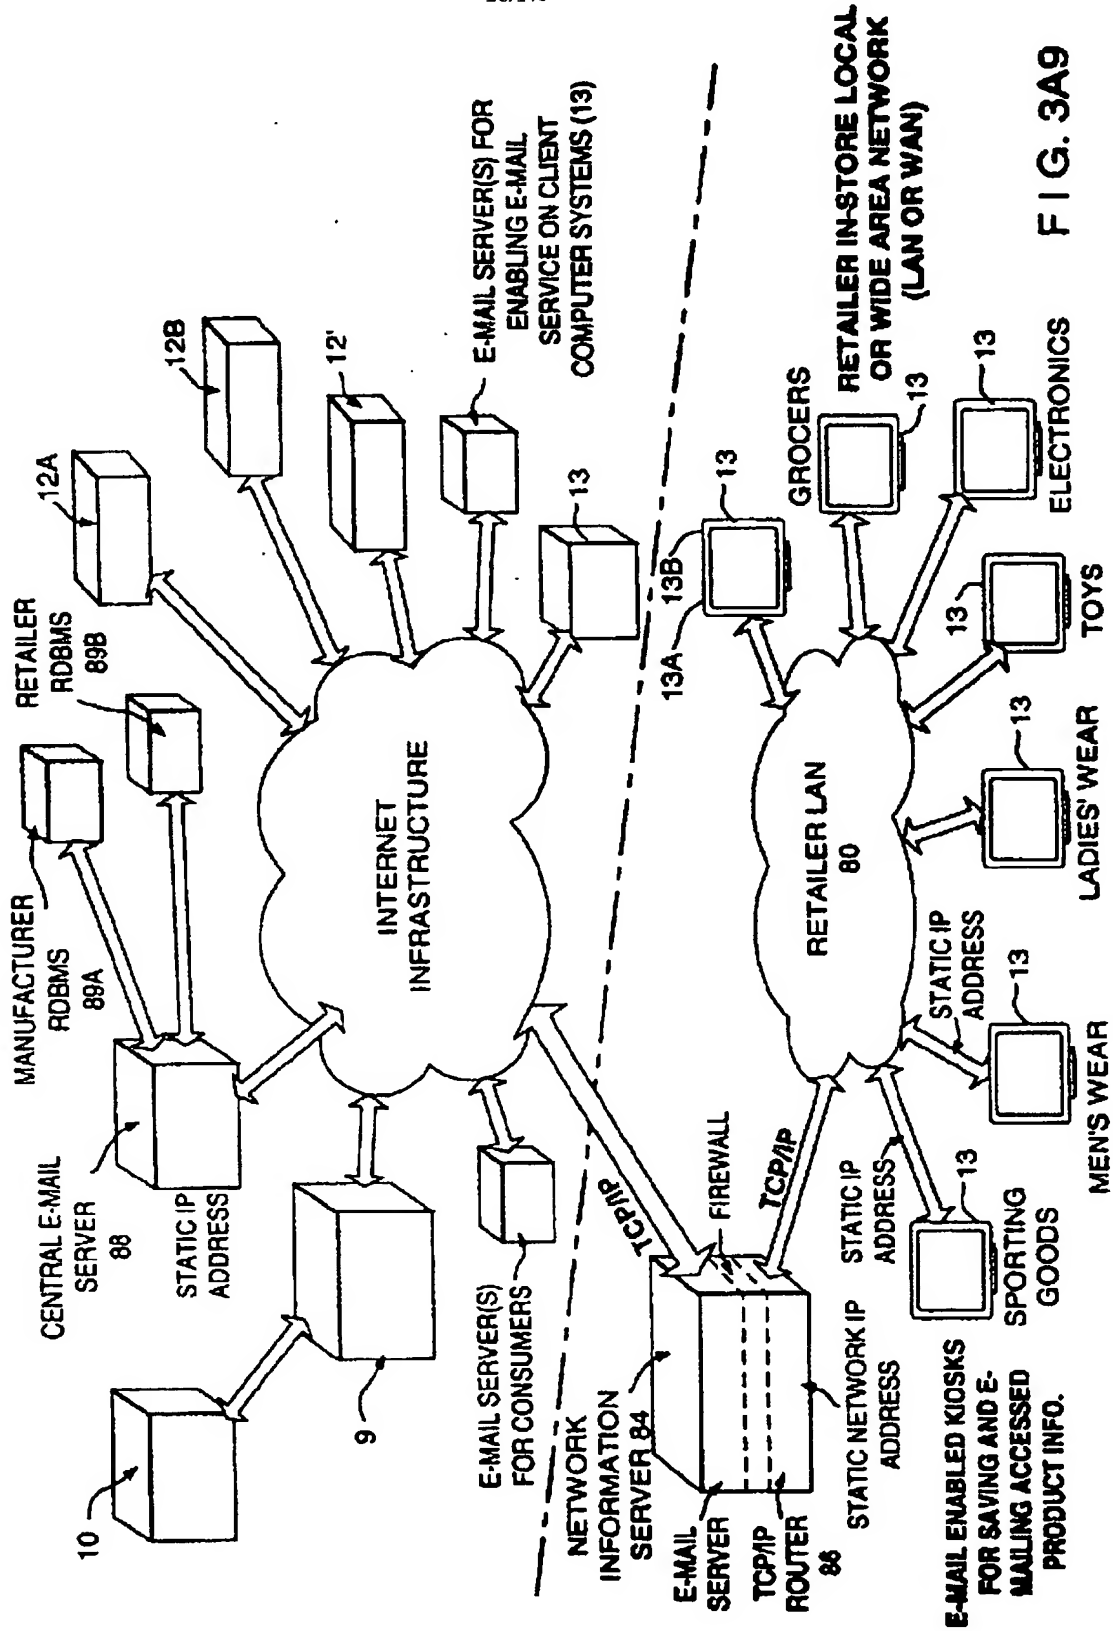 10
9
CENTRAL E-MAIL
SERVER
88
STATIC IP
ADDRESS
MANUFACTURER
RDBMS
89A
RETAILER
RDBMS
89B
12A
12B
12'
E-MAIL SERVER(S) FOR
ENABLING E-MAIL
SERVICE ON CLIENT
COMPUTER SYSTEMS (13)
13
INTERNET
INFRASTRUCTURE
E-MAIL SERVER(S)
FOR CONSUMERS
TCP/IP
NETWORK
INFORMATION
SERVER 84
FIREWALL
E-MAIL
SERVER
TCP/IP
ROUTER
86
STATIC NETWORK IP
ADDRESS
TCP/IP
RETAILER LAN
80
13A
13B
13
GROCERS
13
RETAILER IN-STORE LOCAL
OR WIDE AREA NETWORK
(LAN OR WAN)
STATIC IP
ADDRESS
13
SPORTING
GOODS
STATIC IP
ADDRESS
13
MEN'S WEAR
13
LADIES' WEAR
13
TOYS
13
ELECTRONICS
E-MAIL ENABLED KIOSKS
FOR SAVING AND E-
MAILING ACCESSED
PRODUCT INFO.
FIG. 3A9